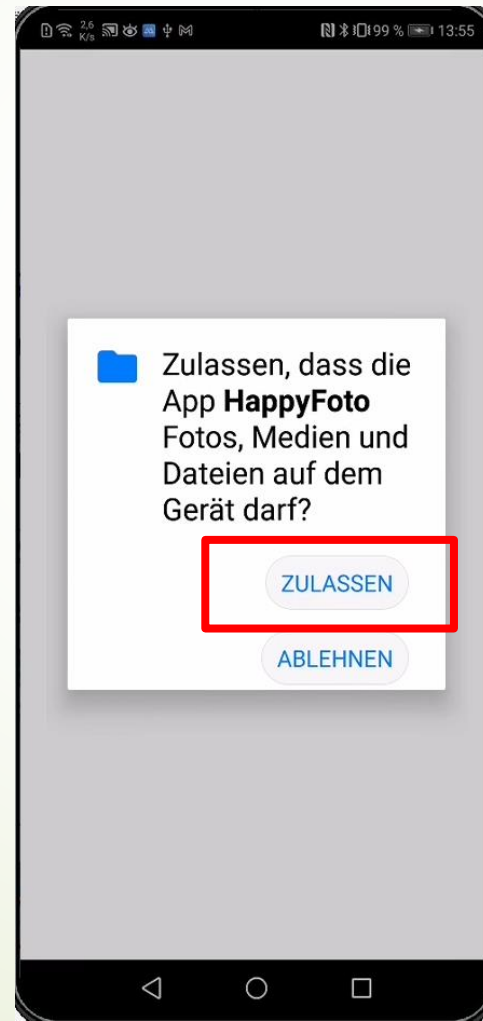 2,6
K/s
99 % 13:55
Zulassen, dass die
App HappyFoto
Fotos, Medien und
Dateien auf dem
Gerät darf?
ZULASSEN
ABLEHNEN